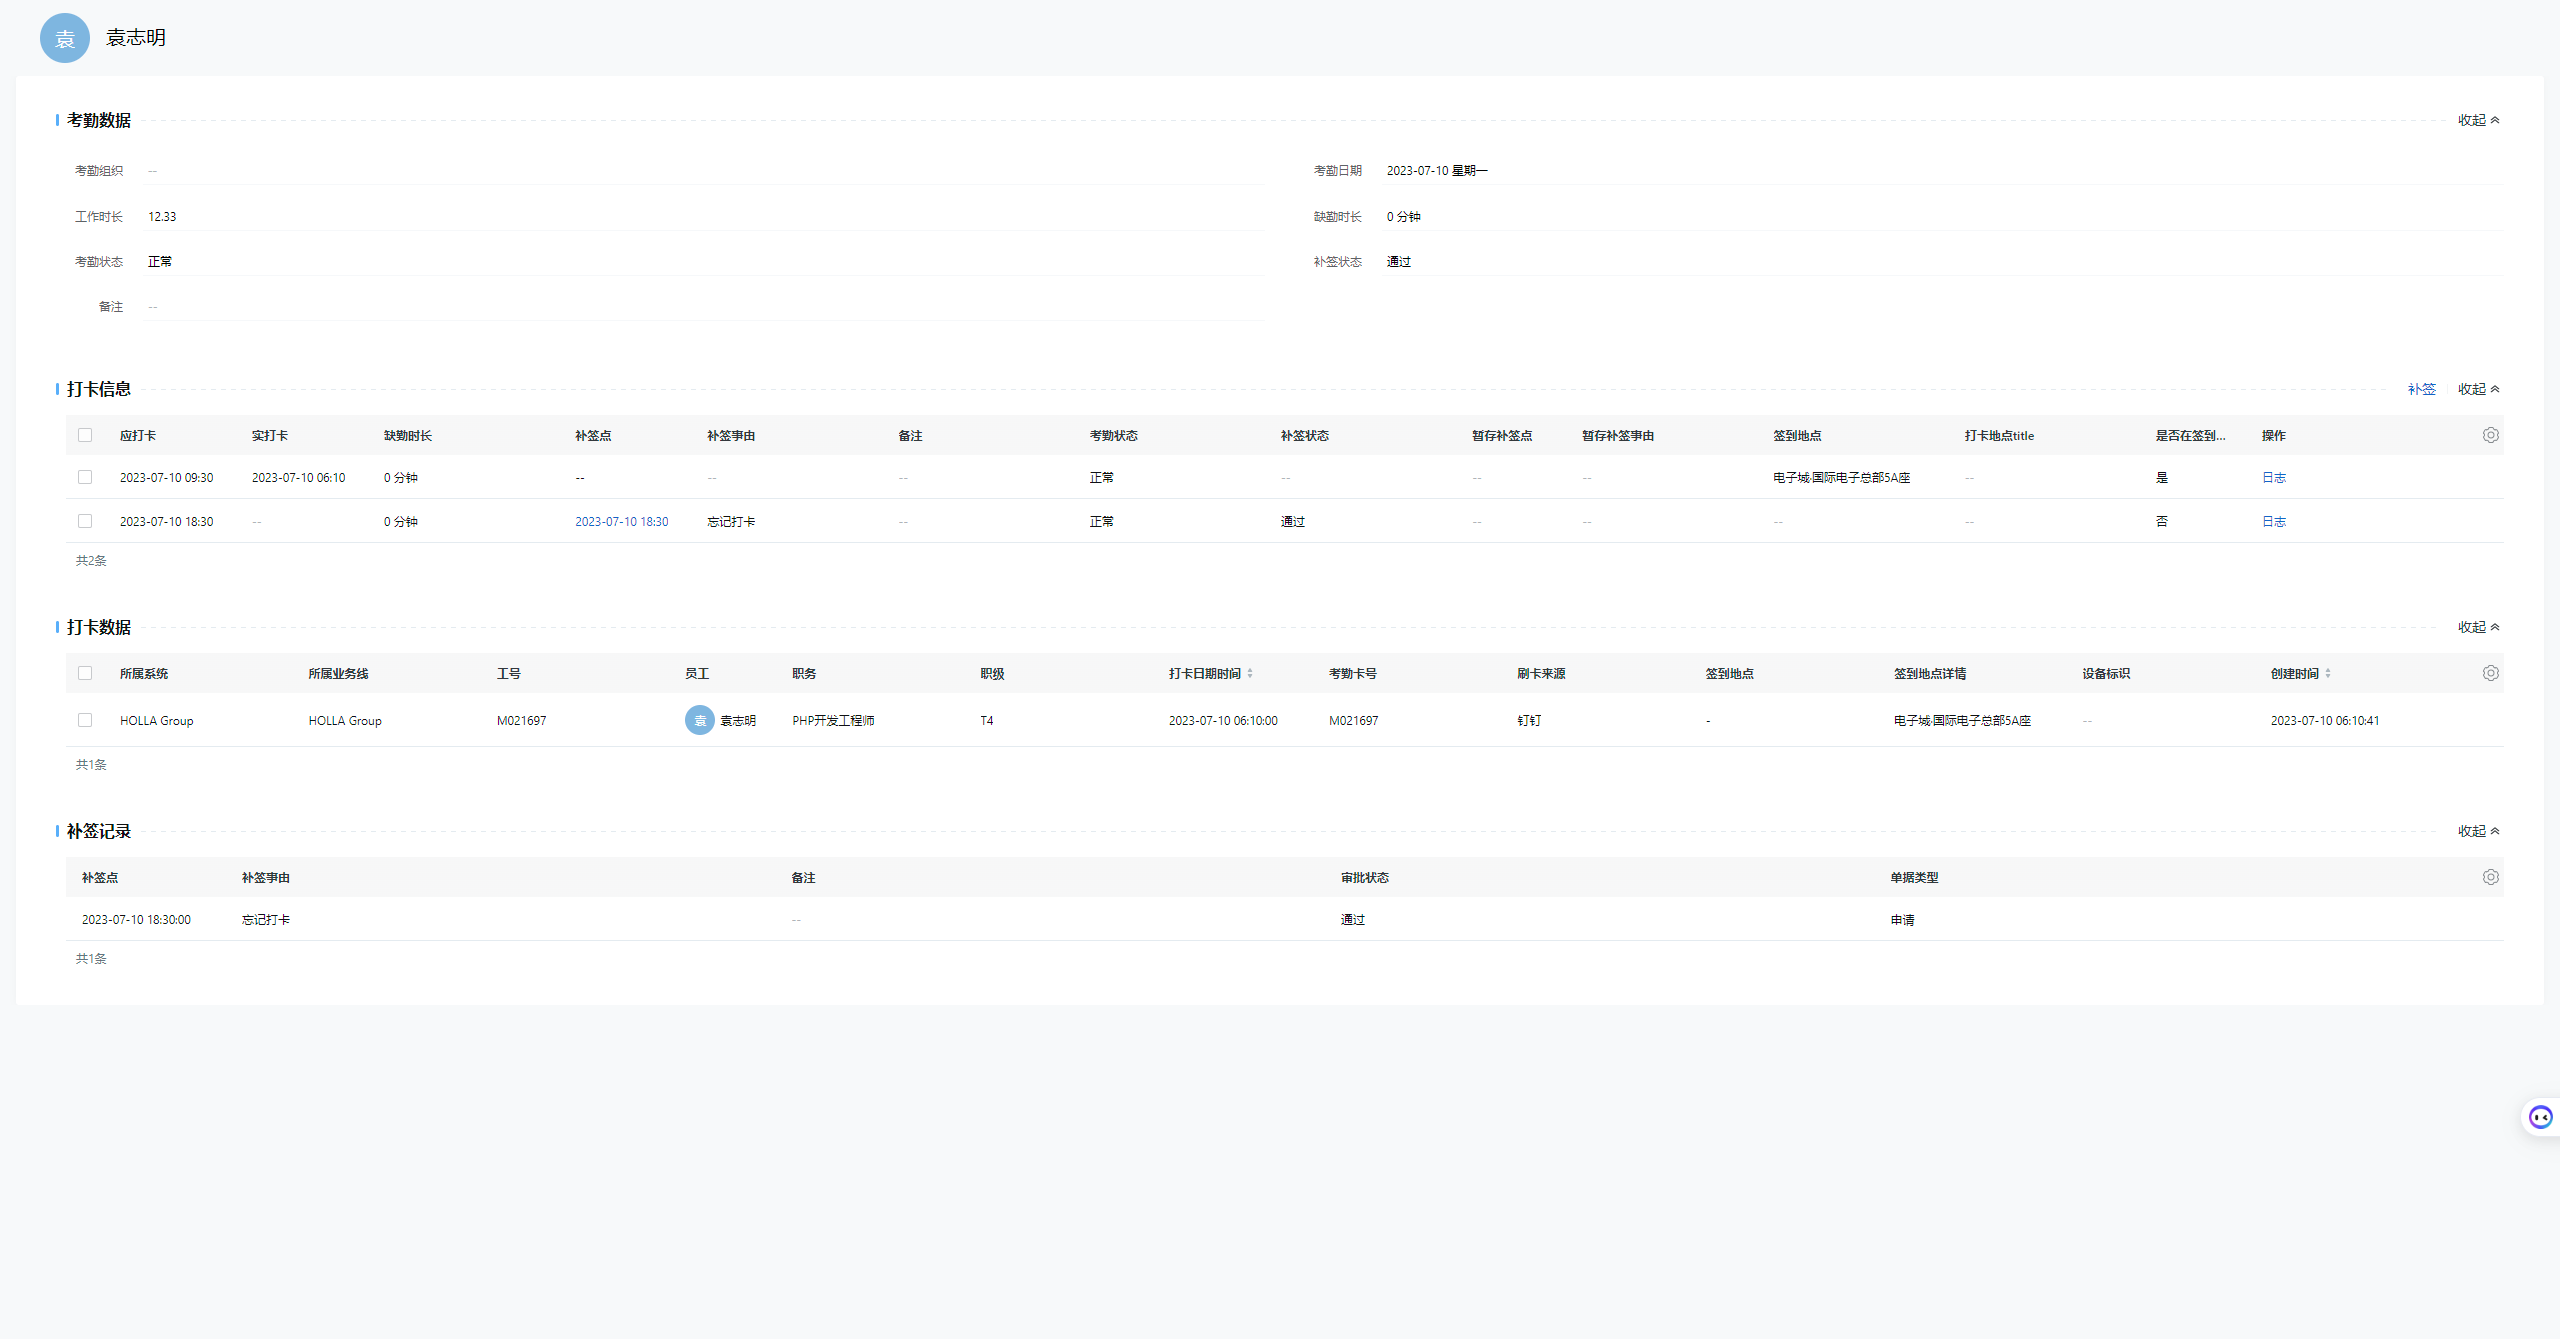 袁 袁志明
考勤数据 收起
考勤组织 -- 考勤日期 2023-07-10 星期一
工作时长 12.33 缺勤时长 0 分钟
考勤状态 正常 补签状态 通过
备注 --
打卡信息 补签 收起
应打卡 实打卡 缺勤时长 补签点 补签事由 备注 考勤状态 补签状态 暂存补签点 暂存补签事由 签到地点 打卡地点title 是否在签到... 操作
2023-07-10 09:30 2023-07-10 06:10 0 分钟 -- -- -- 正常 -- -- -- 电子城·国际电子总部5A座 -- 是 日志
2023-07-10 18:30 -- 0 分钟 2023-07-10 18:30 忘记打卡 -- 正常 通过 -- -- -- -- 否 日志
共2条
打卡数据 收起
所属系统 所属业务线 工号 员工 职务 职级 打卡日期时间 考勤卡号 刷卡来源 签到地点 签到地点详情 设备标识 创建时间
HOLLA Group HOLLA Group M021697 袁 袁志明 PHP开发工程师 T4 2023-07-10 06:10:00 M021697 钉钉 - 电子城·国际电子总部5A座 -- 2023-07-10 06:10:41
共1条
补签记录 收起
补签点 补签事由 备注 审批状态 单据类型
2023-07-10 18:30:00 忘记打卡 -- 通过 申请
共1条